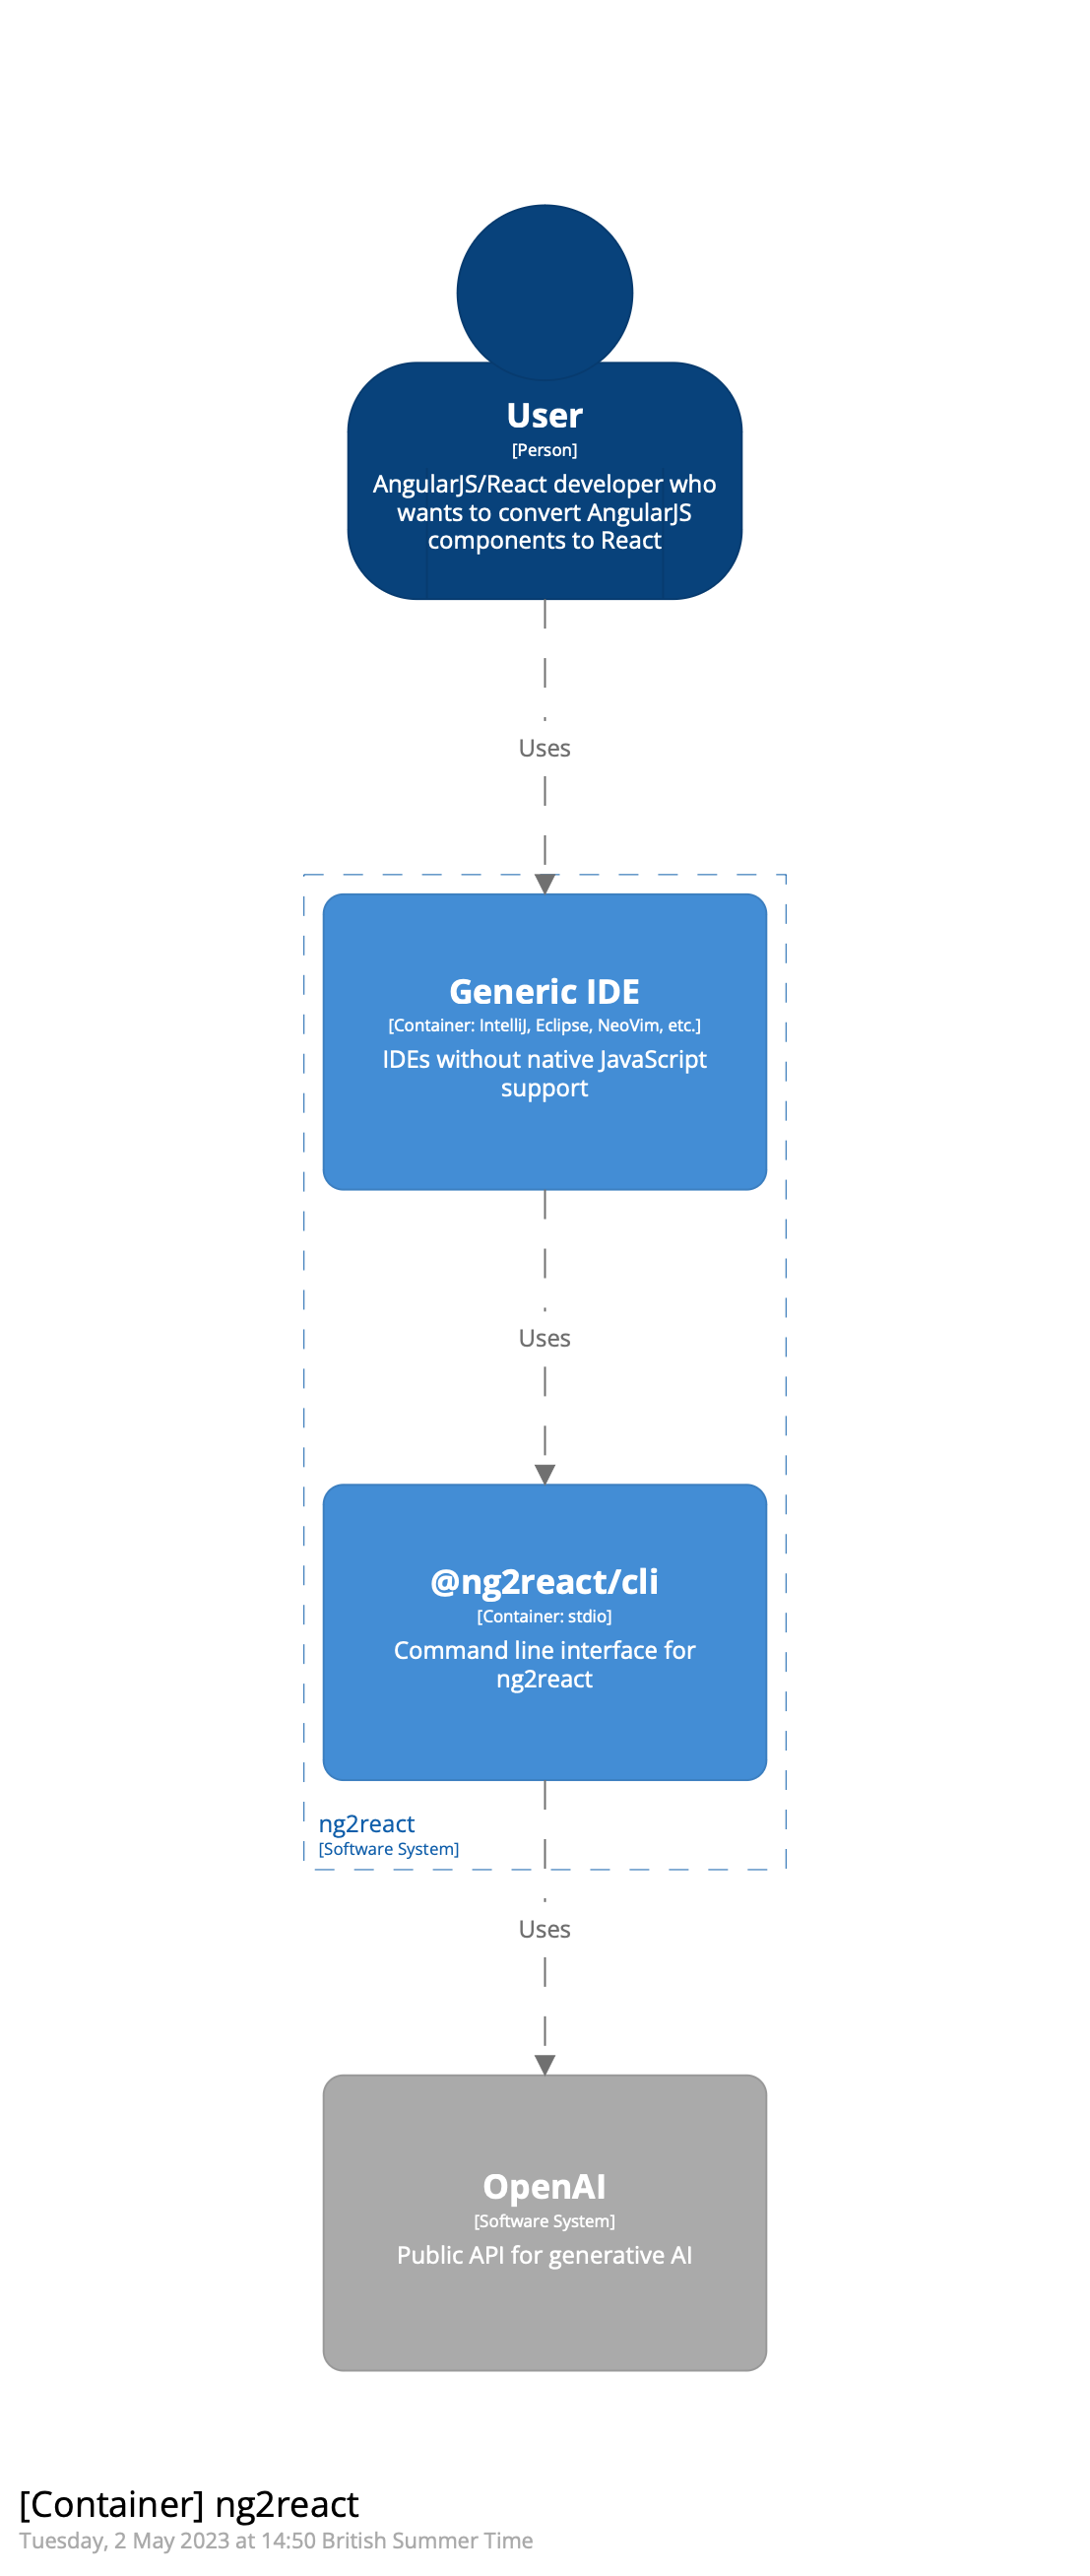 User
[Person]
AngularJS/React developer who
wants to convert AngularJS
components to React
Uses
Generic IDE
[Container: IntelliJ, Eclipse, NeoVim, etc.]
IDEs without native JavaScript
support
Uses
@ng2react/cli
[Container: stdio]
Command line interface for
ng2react
ng2react
[Software System]
Uses
OpenAI
[Software System]
Public API for generative AI
[Container] ng2react
Tuesday, 2 May 2023 at 14:50 British Summer Time